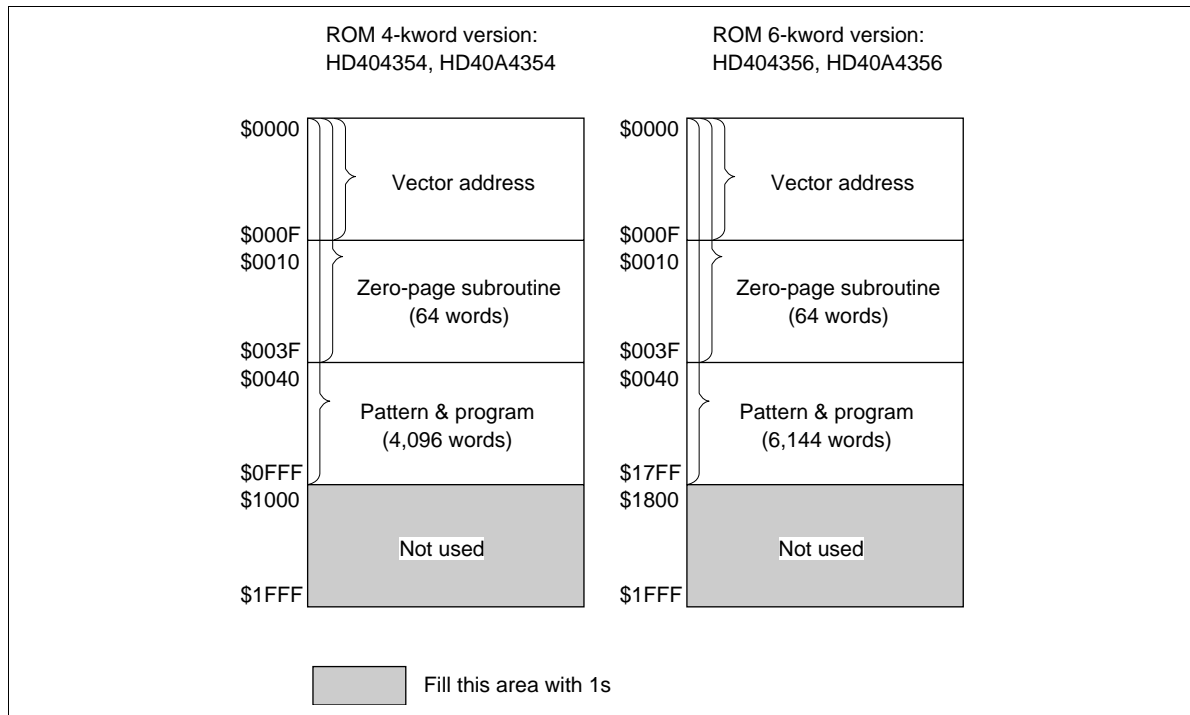 ROM 4-kword version:
HD404354, HD40A4354
$0000
Vector address
$000F
$0010
Zero-page subroutine
(64 words)
$003F
$0040
Pattern & program
(4,096 words)
$0FFF
$1000
Not used
$1FFF
ROM 6-kword version:
HD404356, HD40A4356
$0000
Vector address
$000F
$0010
Zero-page subroutine
(64 words)
$003F
$0040
Pattern & program
(6,144 words)
$17FF
$1800
Not used
$1FFF
Fill this area with 1s